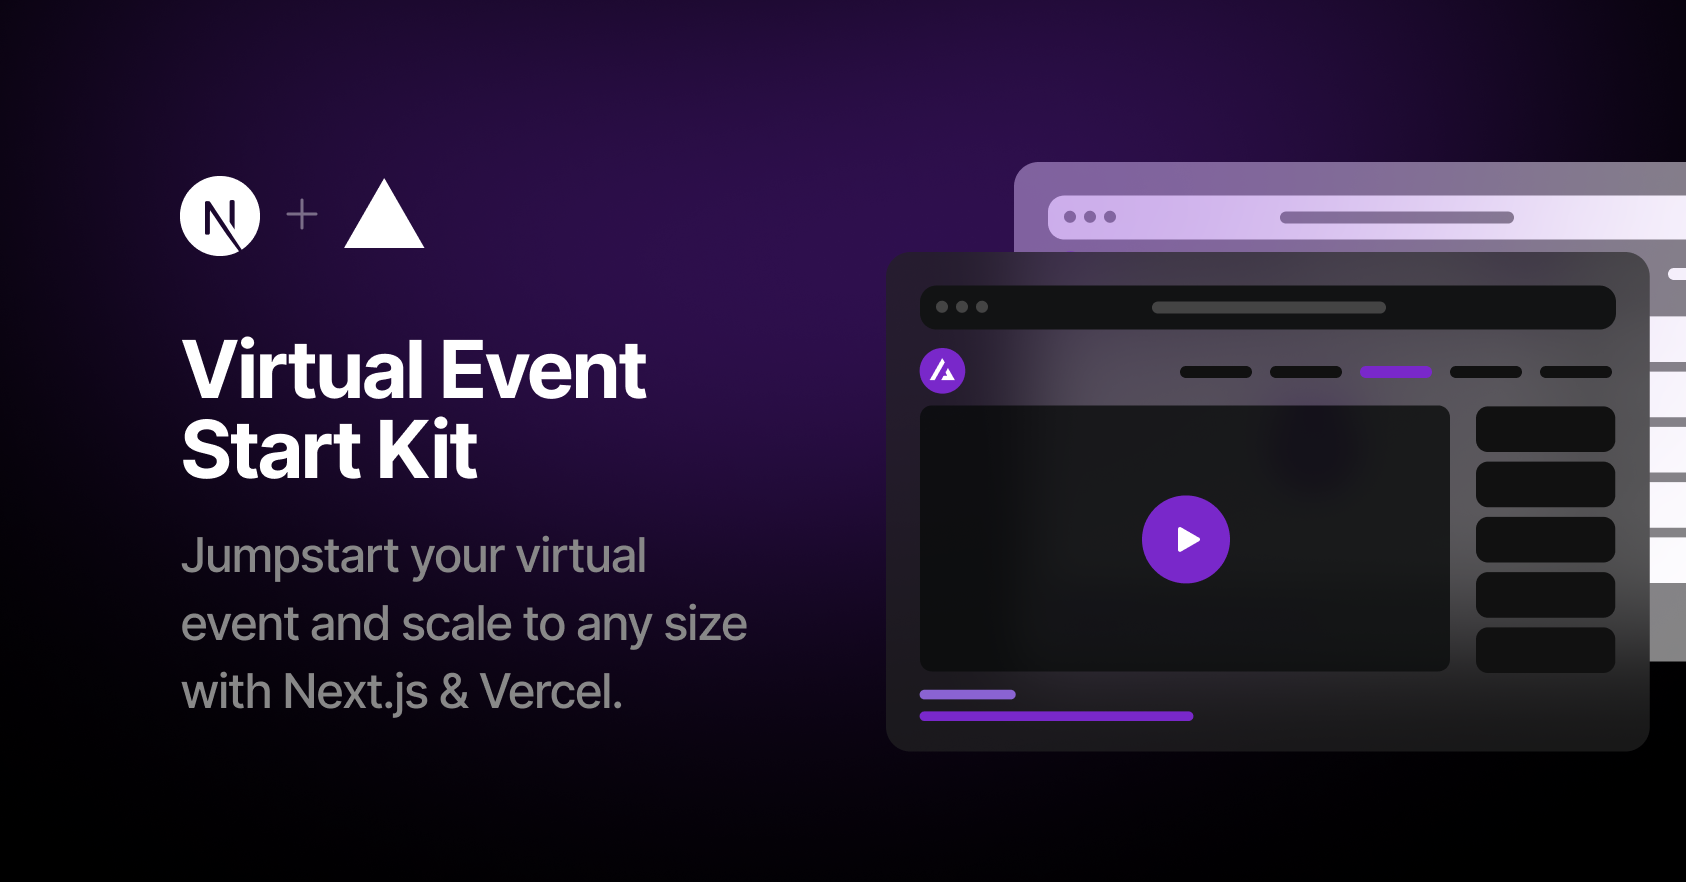 N
Virtual Event
Start Kit
Jumpstart your virtual
event and scale to any size
with Next.js & Vercel.